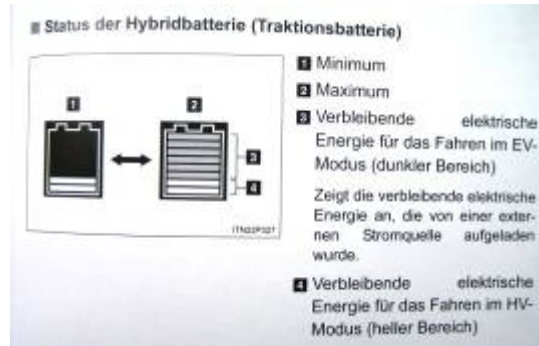 Status der Hybridbatterie (Traktionsbatterie)
1 Minimum
2 Maximum
3 Verbleibende elektrische
Energie für das Fahren im EV-
Modus (dunkler Bereich)
Zeigt die verbleibende elektrische
Energie an, die von einer exter-
nen Stromquelle aufgeladen
wurde.
4 Verbleibende elektrische
Energie für das Fahren im HV-
Modus (heller Bereich)
1 2
3
4